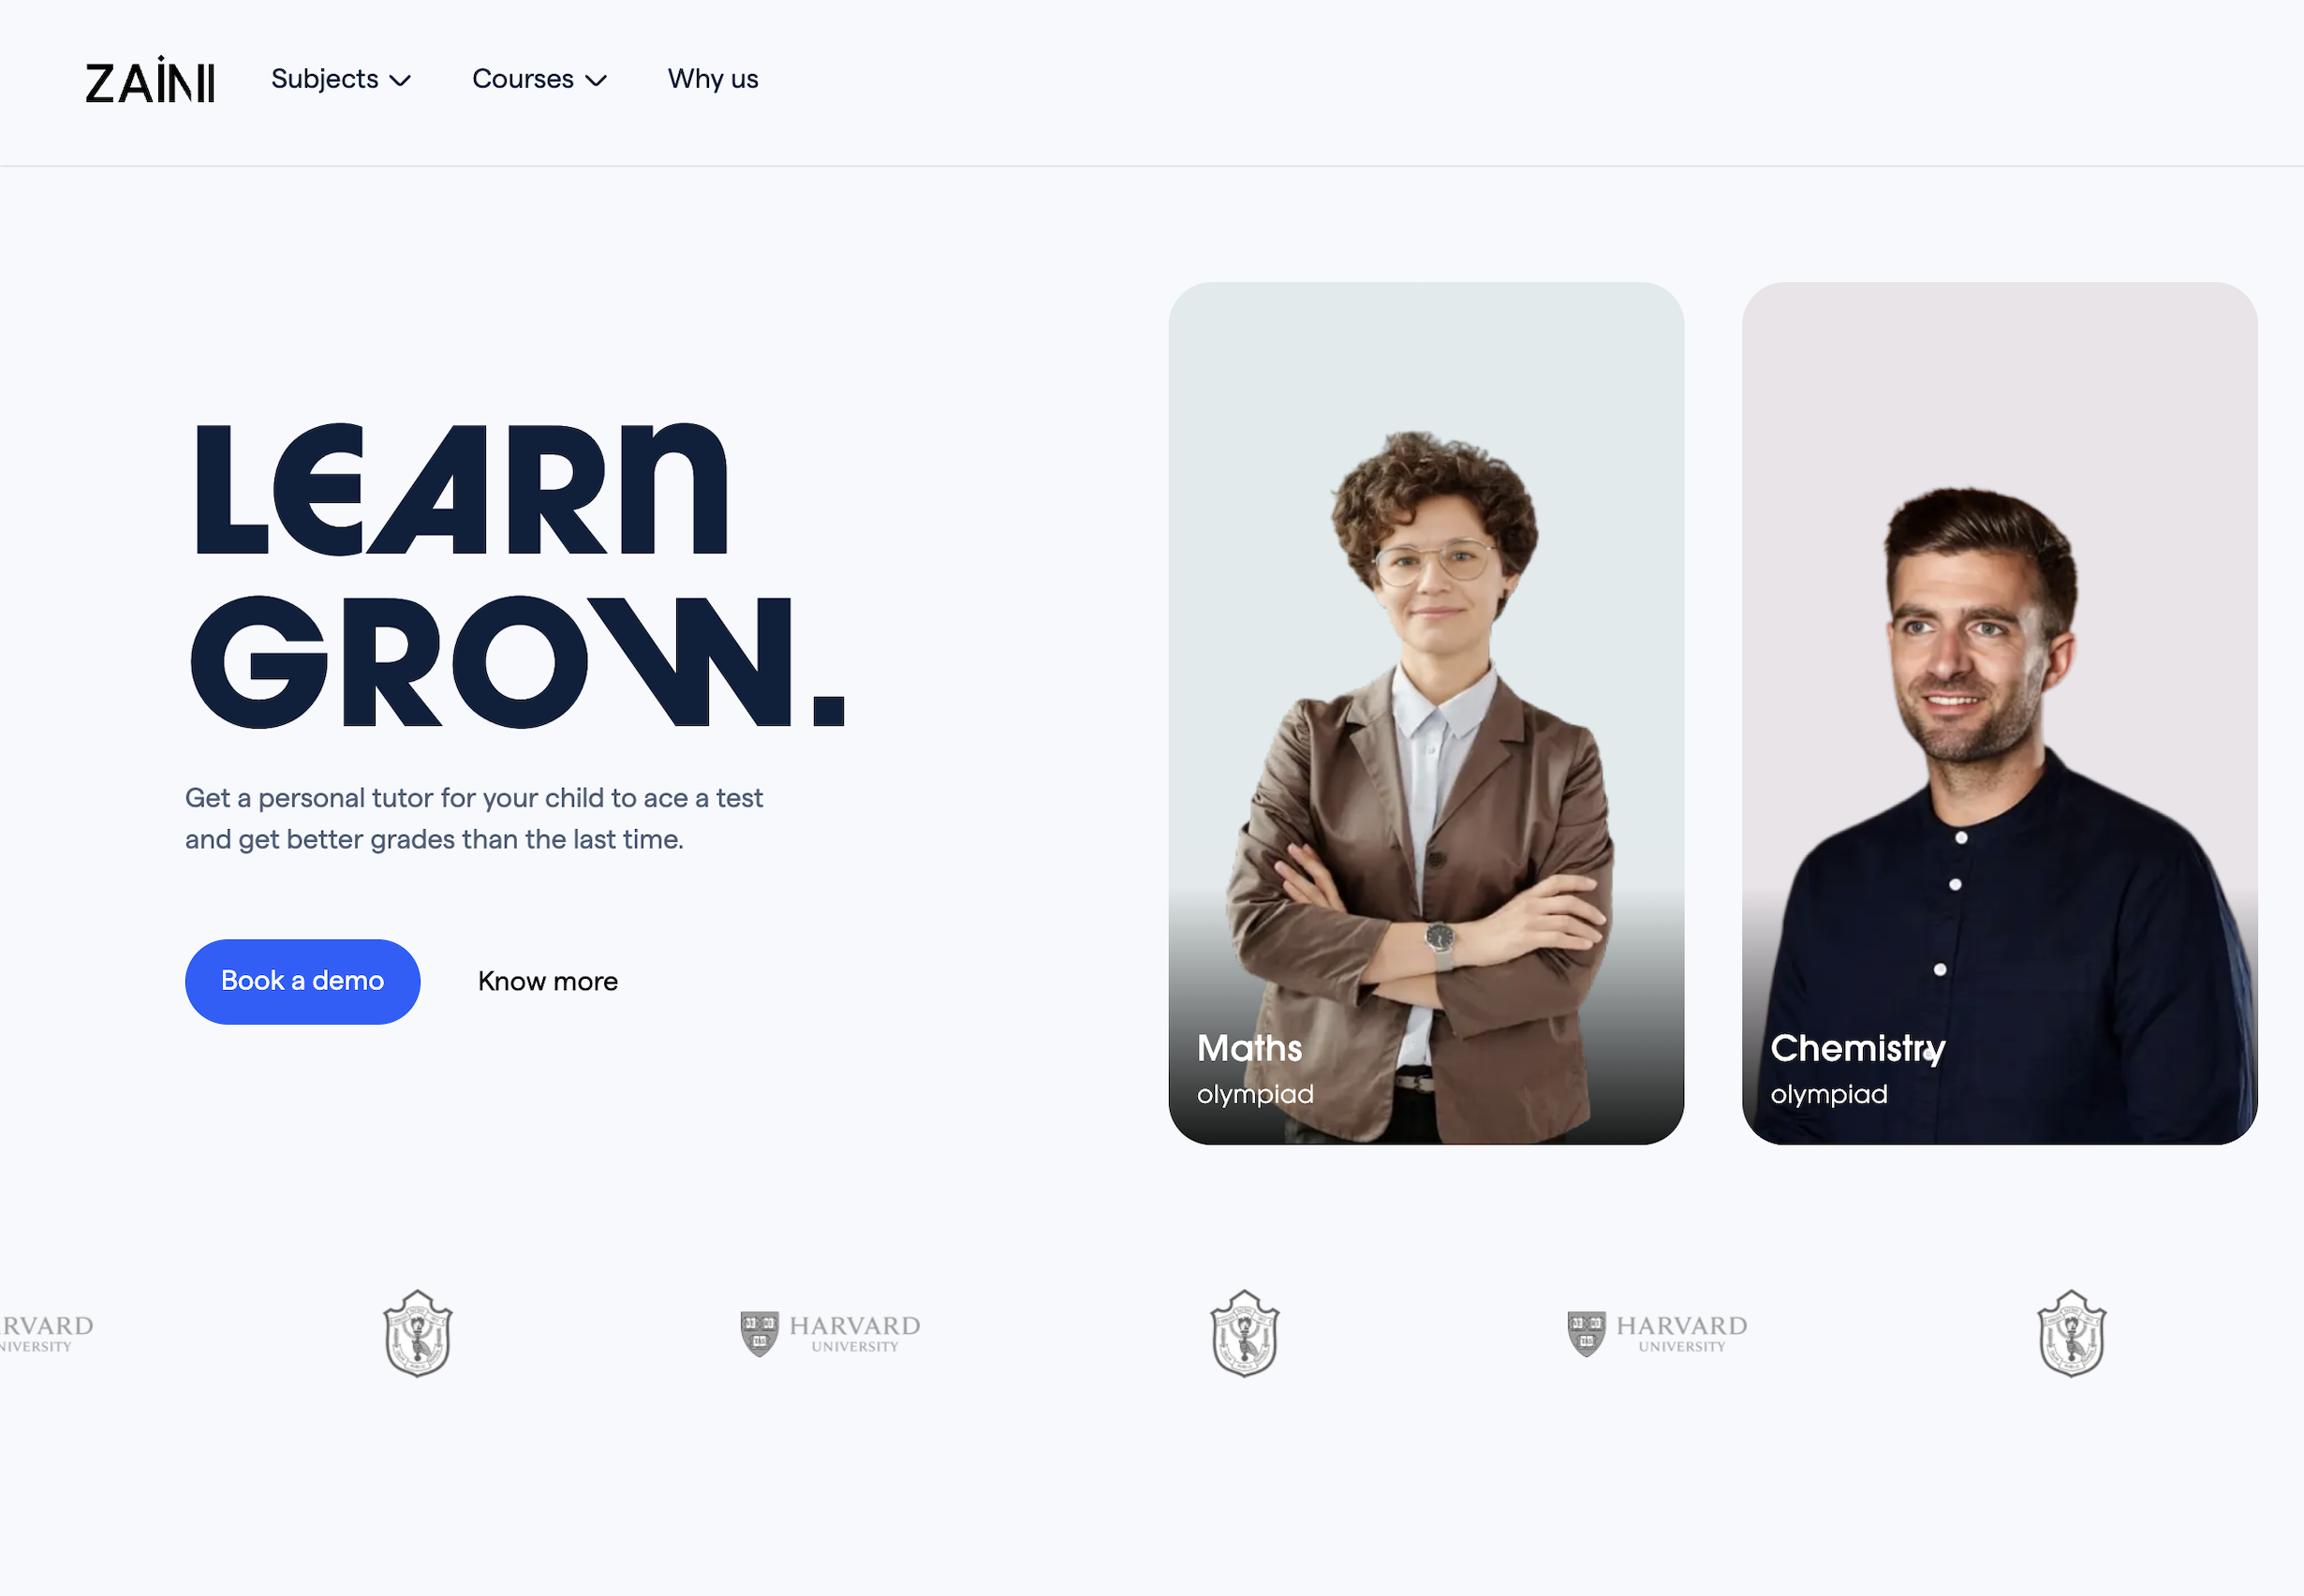 ZAINI
Subjects
Courses
Why us
LEARN
GROW.
Get a personal tutor for your child to ace a test
and get better grades than the last time.
Book a demo
Know more
Maths
olympiad
Chemistry
olympiad
RVARD
NIVERSITY
HARVARD
UNIVERSITY
HARVARD
UNIVERSITY